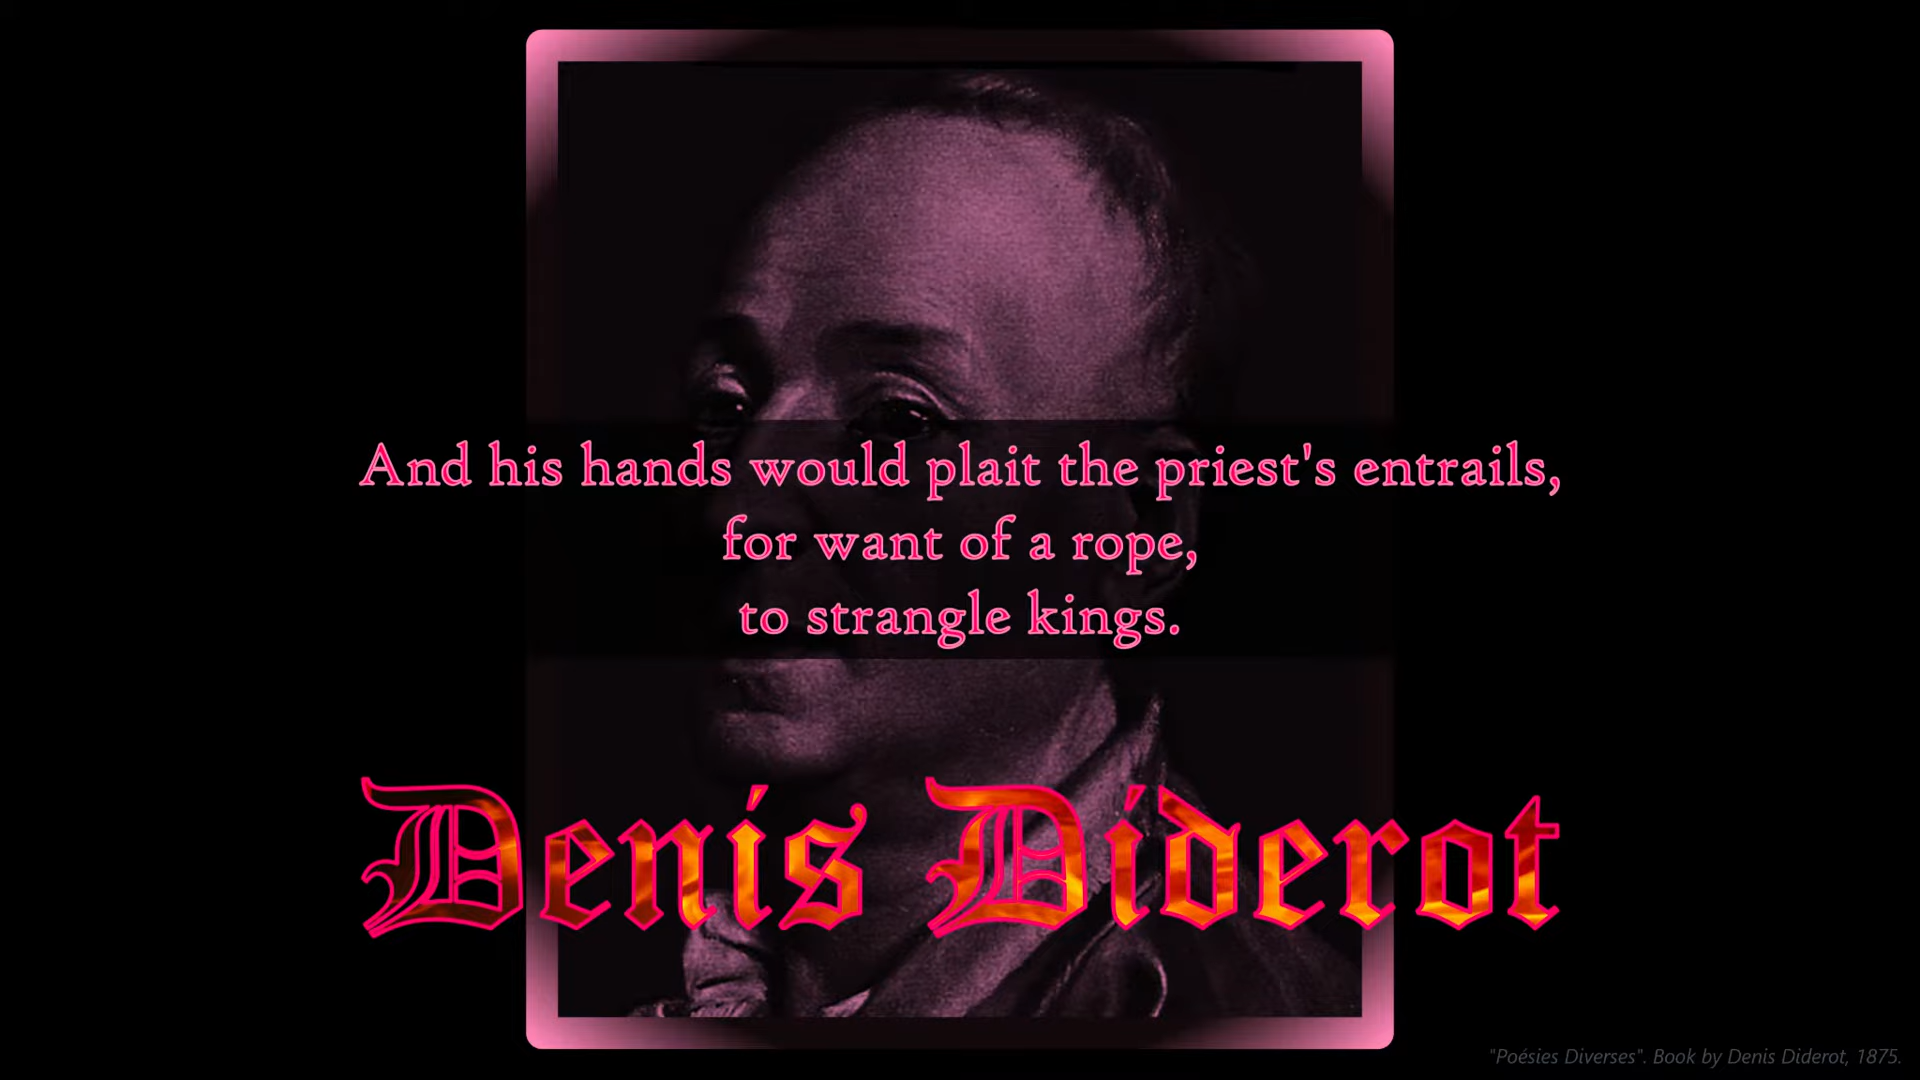 And his hands would plait the priest's entrails,
for want of a rope,
to strangle kings.
Denis Diderot
"Poésies Diverses". Book by Denis Diderot, 1875.